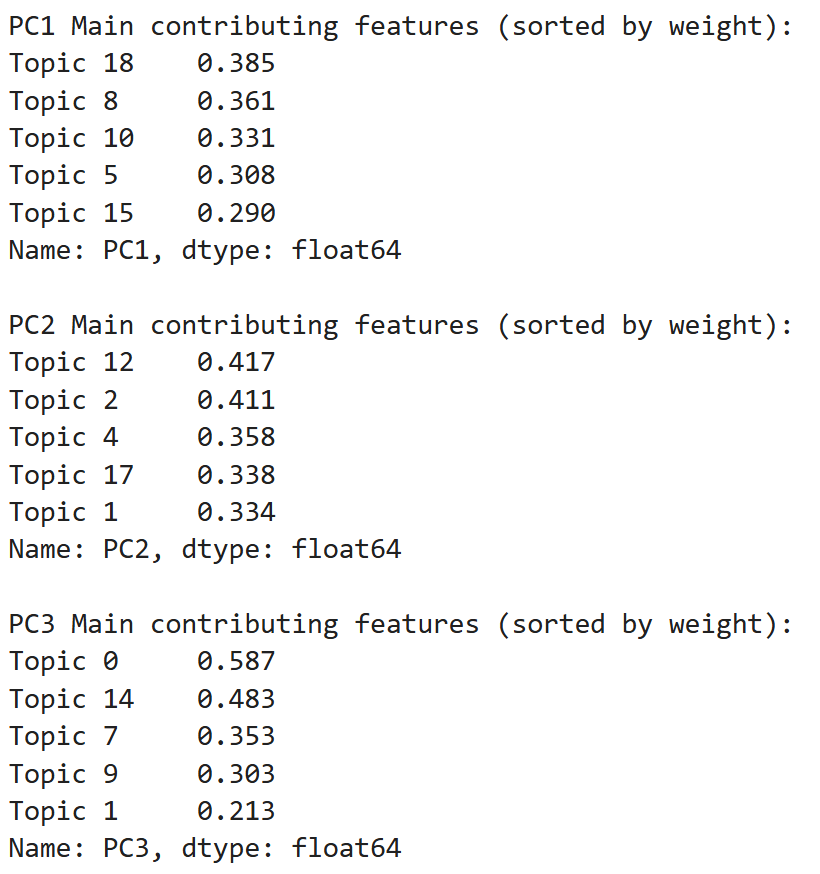 PC1 Main contributing features (sorted by weight):
Topic 18    0.385
Topic 8     0.361
Topic 10    0.331
Topic 5     0.308
Topic 15    0.290
Name: PC1, dtype: float64

PC2 Main contributing features (sorted by weight):
Topic 12    0.417
Topic 2     0.411
Topic 4     0.358
Topic 17    0.338
Topic 1     0.334
Name: PC2, dtype: float64

PC3 Main contributing features (sorted by weight):
Topic 0     0.587
Topic 14    0.483
Topic 7     0.353
Topic 9     0.303
Topic 1     0.213
Name: PC3, dtype: float64